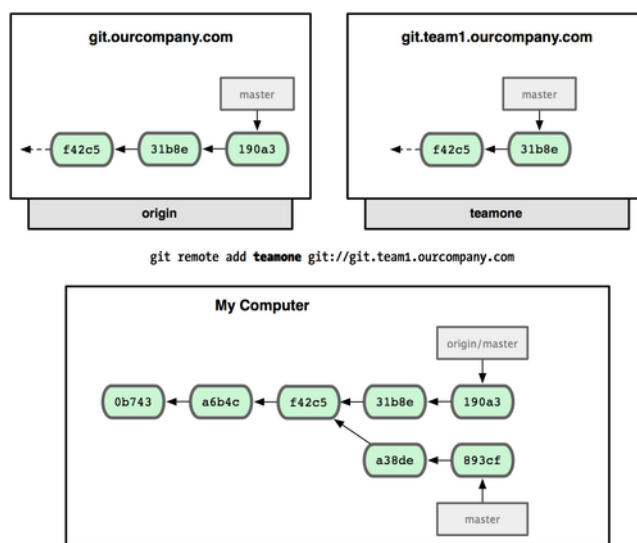 git.ourcompany.com
master
f42c5 31b8e 190a3
origin
git.team1.ourcompany.com
master
f42c5 31b8e
teamone
git remote add teamone git://git.team1.ourcompany.com
My Computer
origin/master
0b743 a6b4c f42c5 31b8e 190a3
a38de 893cf
master